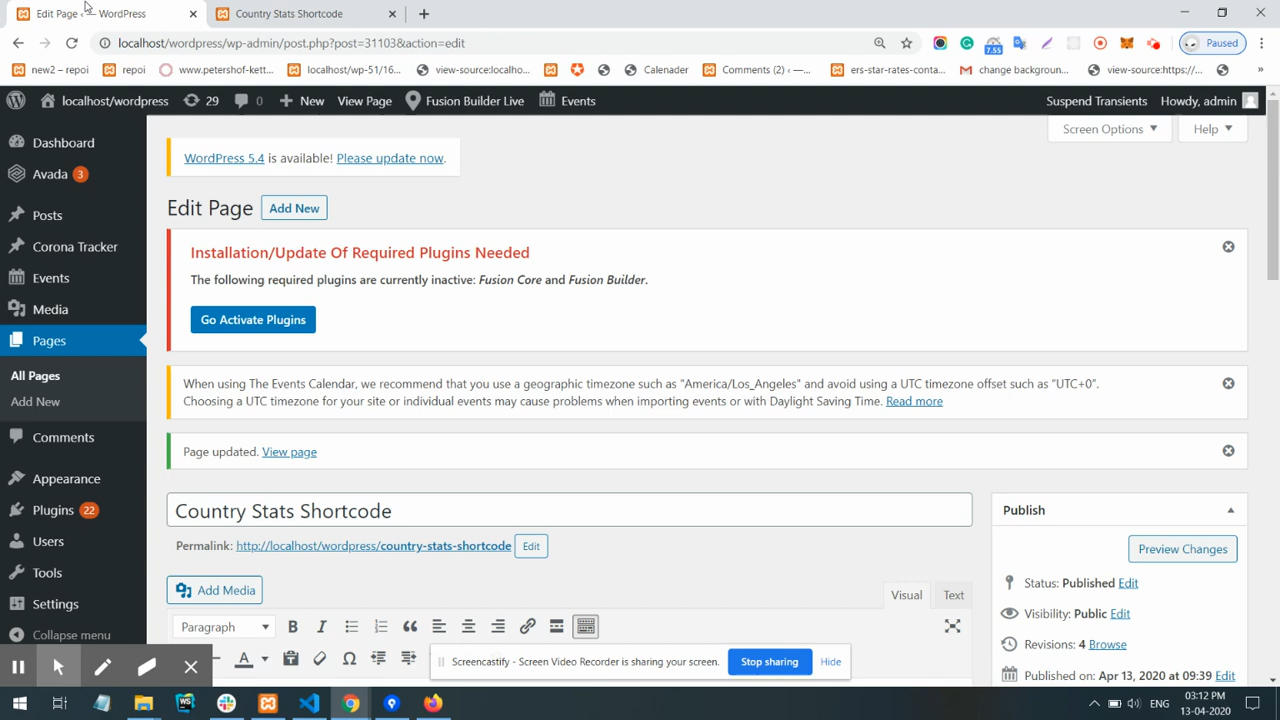 Edit Page ‹ — WordPress
Country Stats Shortcode
localhost/wordpress/wp-admin/post.php?post=31103&action=edit
7.55
Paused
new2 – repoi
repoi
www.petershof-kett...
localhost/wp-51/16...
view-source:localho...
Calenader
Comments (2) ‹ —...
ers-star-rates-conta...
change backgroun...
view-source:https://...
»
localhost/wordpress
29
0
New
View Page
Fusion Builder Live
Events
Suspend Transients
Howdy, admin
Screen Options
Help
Dashboard
Avada 3
Posts
Corona Tracker
Events
Media
Pages
All Pages
Add New
Comments
Appearance
Plugins 22
Users
Tools
Settings
Collapse menu
WordPress 5.4 is available! Please update now.
Edit Page
Add New
Installation/Update Of Required Plugins Needed
The following required plugins are currently inactive: Fusion Core and Fusion Builder.
Go Activate Plugins
When using The Events Calendar, we recommend that you use a geographic timezone such as "America/Los_Angeles" and avoid using a UTC timezone offset such as "UTC+0".
Choosing a UTC timezone for your site or individual events may cause problems when importing events or with Daylight Saving Time. Read more
Page updated. View page
Country Stats Shortcode
Permalink: http://localhost/wordpress/country-stats-shortcode
Edit
Add Media
Visual
Text
Paragraph
B
I
A
Publish
Preview Changes
Status: Published Edit
Visibility: Public Edit
Revisions: 4 Browse
Published on: Apr 13, 2020 at 09:39 Edit
Screencastify - Screen Video Recorder is sharing your screen.
Stop sharing
Hide
WS
ENG
03:12 PM
13-04-2020